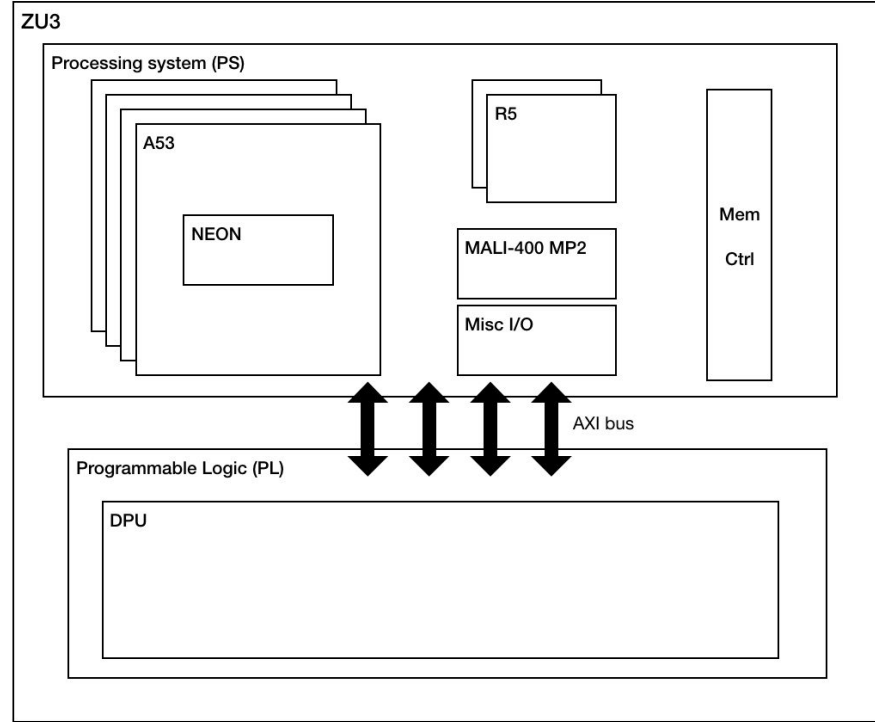 ZU3
Processing system (PS)
A53
NEON
R5
MALI-400 MP2
Misc I/O
Mem
Ctrl
AXI bus
Programmable Logic (PL)
DPU